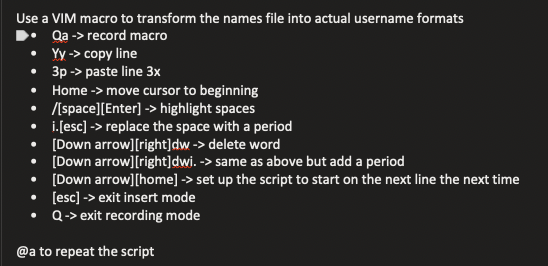 Use a VIM macro to transform the names file into actual username formats
• Qa -> record macro
• Yy -> copy line
• 3p -> paste line 3x
• Home -> move cursor to beginning
• /[space][Enter] -> highlight spaces
• i.[esc] -> replace the space with a period
• [Down arrow][right]dw -> delete word
• [Down arrow][right]dwi. -> same as above but add a period
• [Down arrow][home] -> set up the script to start on the next line the next time
• [esc] -> exit insert mode
• Q -> exit recording mode
@a to repeat the script